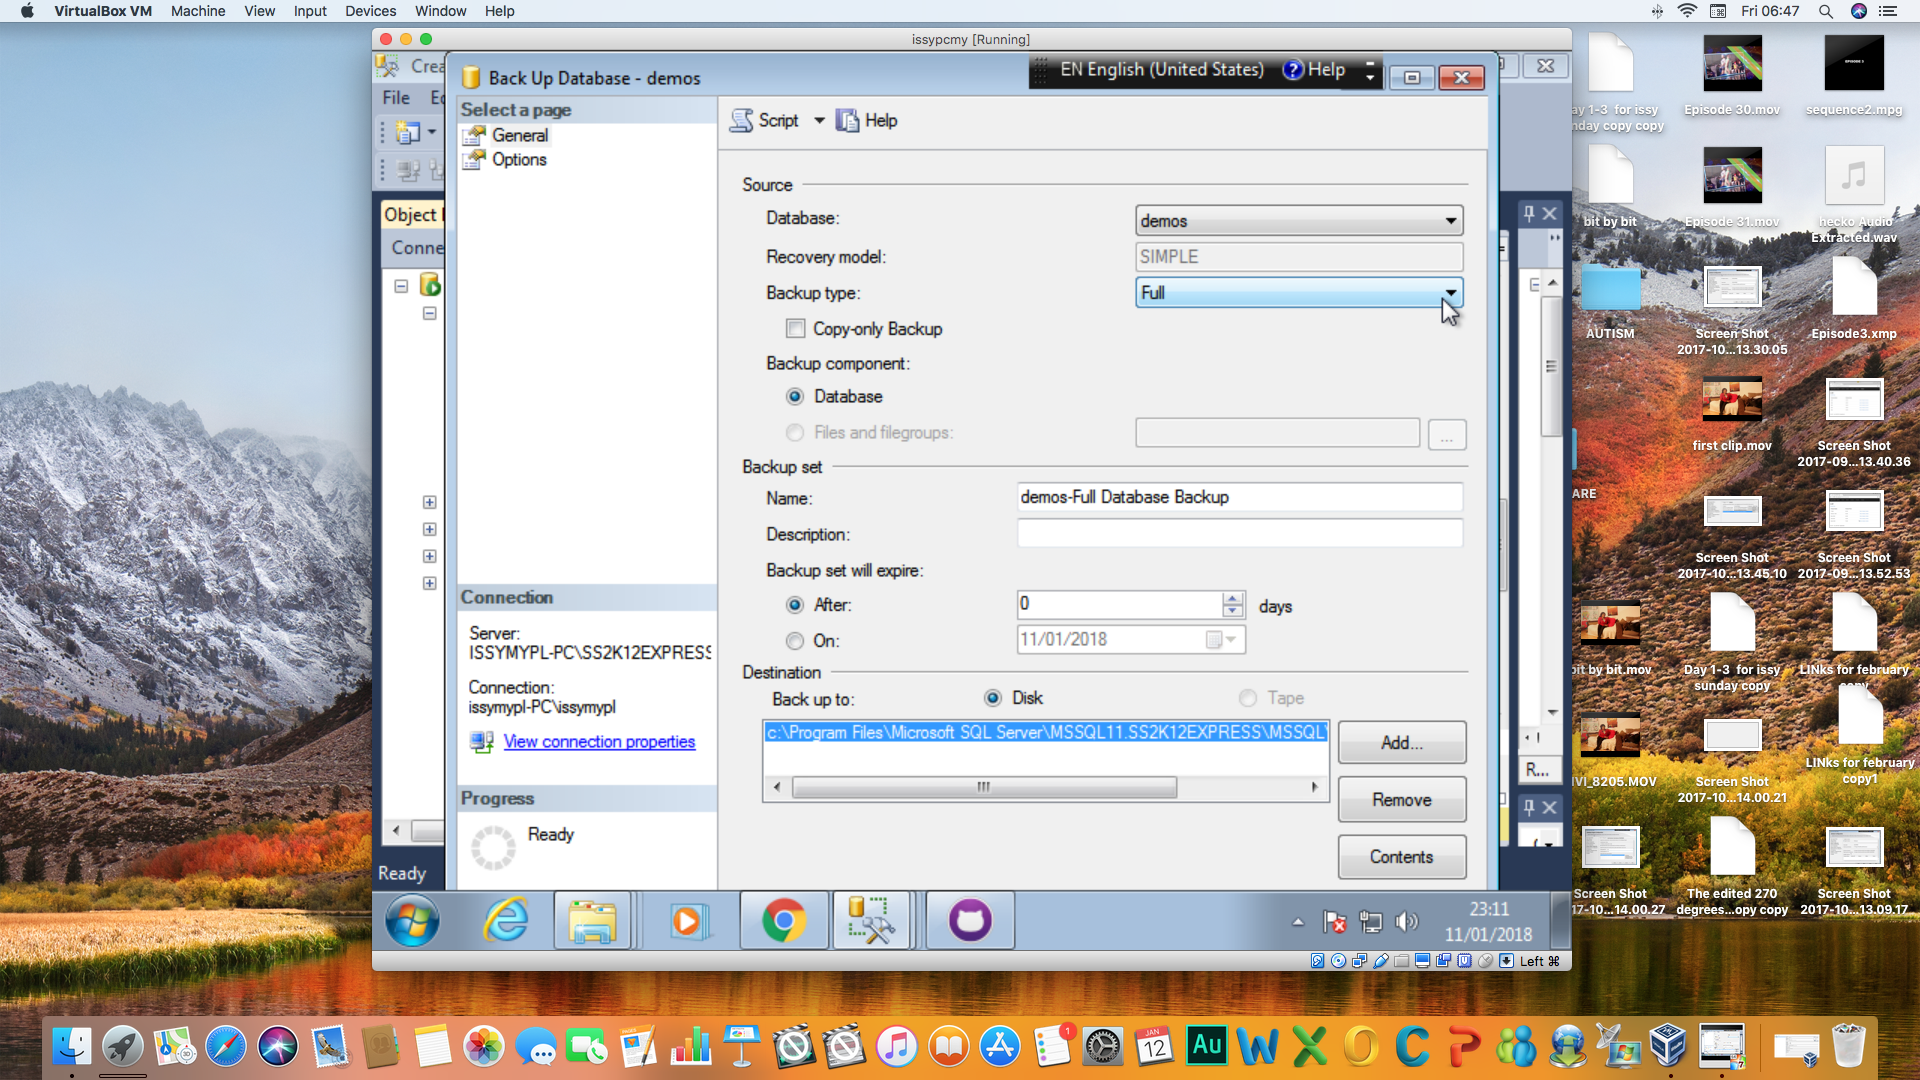 VirtualBox VM Machine View Input Devices Window Help
Fri 06:47
issypcmy [Running]
Crea
Back Up Database - demos
EN English (United States)
? Help
File
Select a page
General
Options
Script
Help
Source
Database:
demos
Recovery model:
SIMPLE
Backup type:
Full
Copy-only Backup
Backup component:
Database
Files and filegroups:
...
Backup set
Name:
demos-Full Database Backup
Description:
Backup set will expire:
After:
0
days
On:
11/01/2018
Destination
Back up to:
Disk
Tape
c:\Program Files\Microsoft SQL Server\MSSQL11.SS2K12EXPRESS\MSSQL\
Add...
Remove
Contents
Object
Conne
Connection
Server:
ISSYMYPL-PC\SS2K12EXPRESS
Connection:
issymypl-PC\issymypl
View connection properties
Progress
Ready
Ready
R...
23:11
11/01/2018
Left ⌘
ay 1-3 for issy
nday copy copy
Episode 30.mov
EPISODE 3
sequence2.mpg
bit by bit
Episode 31.mov
hecko Audio
Extracted.wav
AUTISM
Screen Shot
2017-10...13.30.05
Episode3.xmp
first clip.mov
Screen Shot
2017-09...13.40.36
ARE
Screen Shot
2017-10...13.45.10
Screen Shot
2017-09...13.52.53
bit by bit.mov
Day 1-3 for issy
sunday copy
LINks for february
copy
VI_8205.MOV
Screen Shot
2017-10...14.00.21
LINks for february
copy1
Screen Shot
17-10...14.00.27
The edited 270
degrees...opy copy
Screen Shot
2017-10...13.09.17
3D
PAGES
1
JAN
12
Au
7